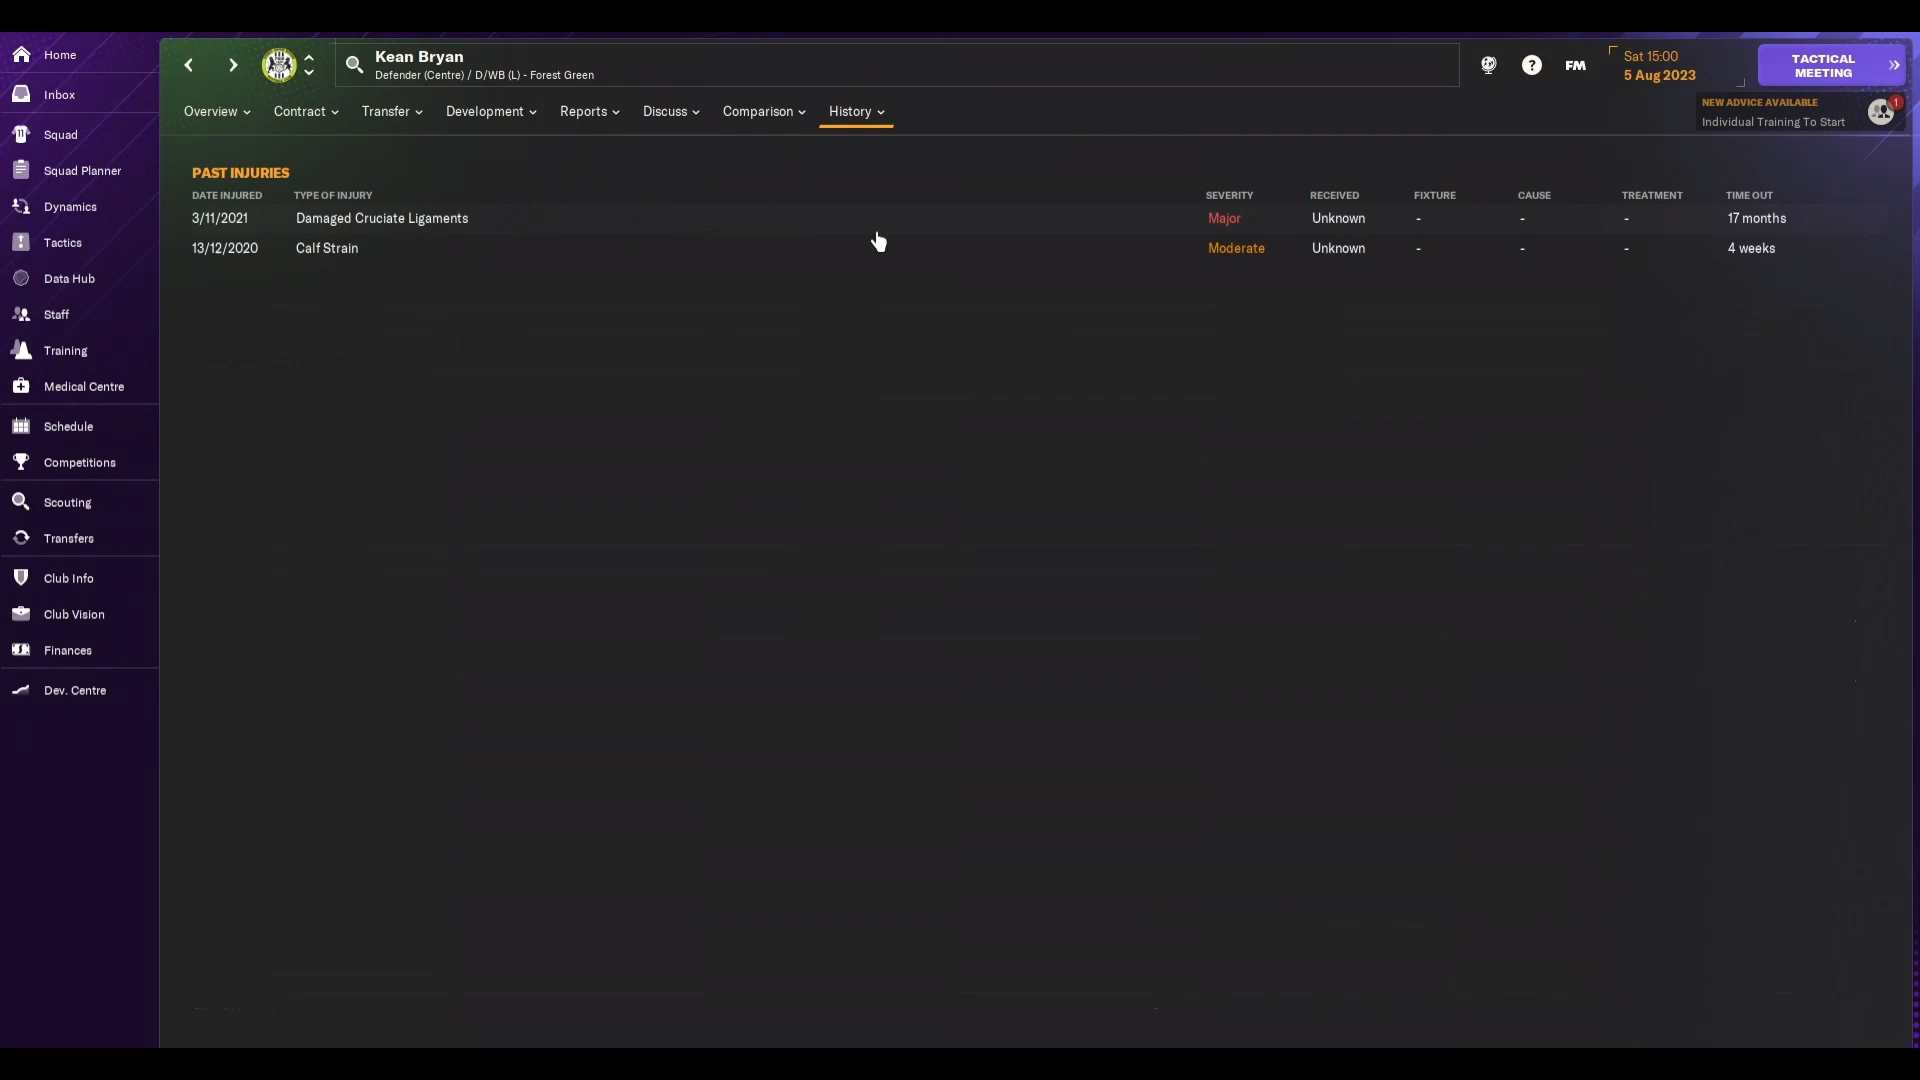 Home
Inbox
Squad
Squad Planner
Dynamics
Tactics
Data Hub
Staff
Training
Medical Centre
Schedule
Competitions
Scouting
Transfers
Club Info
Club Vision
Finances
Dev. Centre
Kean Bryan
Defender (Centre) / D/WB (L) - Forest Green
?
FM
Sat 15:00
5 Aug 2023
TACTICAL
MEETING
Overview Contract Transfer Development Reports Discuss Comparison History
NEW ADVICE AVAILABLE
Individual Training To Start
1
PAST INJURIES
DATE INJURED TYPE OF INJURY SEVERITY RECEIVED FIXTURE CAUSE TREATMENT TIME OUT
3/11/2021 Damaged Cruciate Ligaments Major Unknown - - - 17 months
13/12/2020 Calf Strain Moderate Unknown - - - 4 weeks